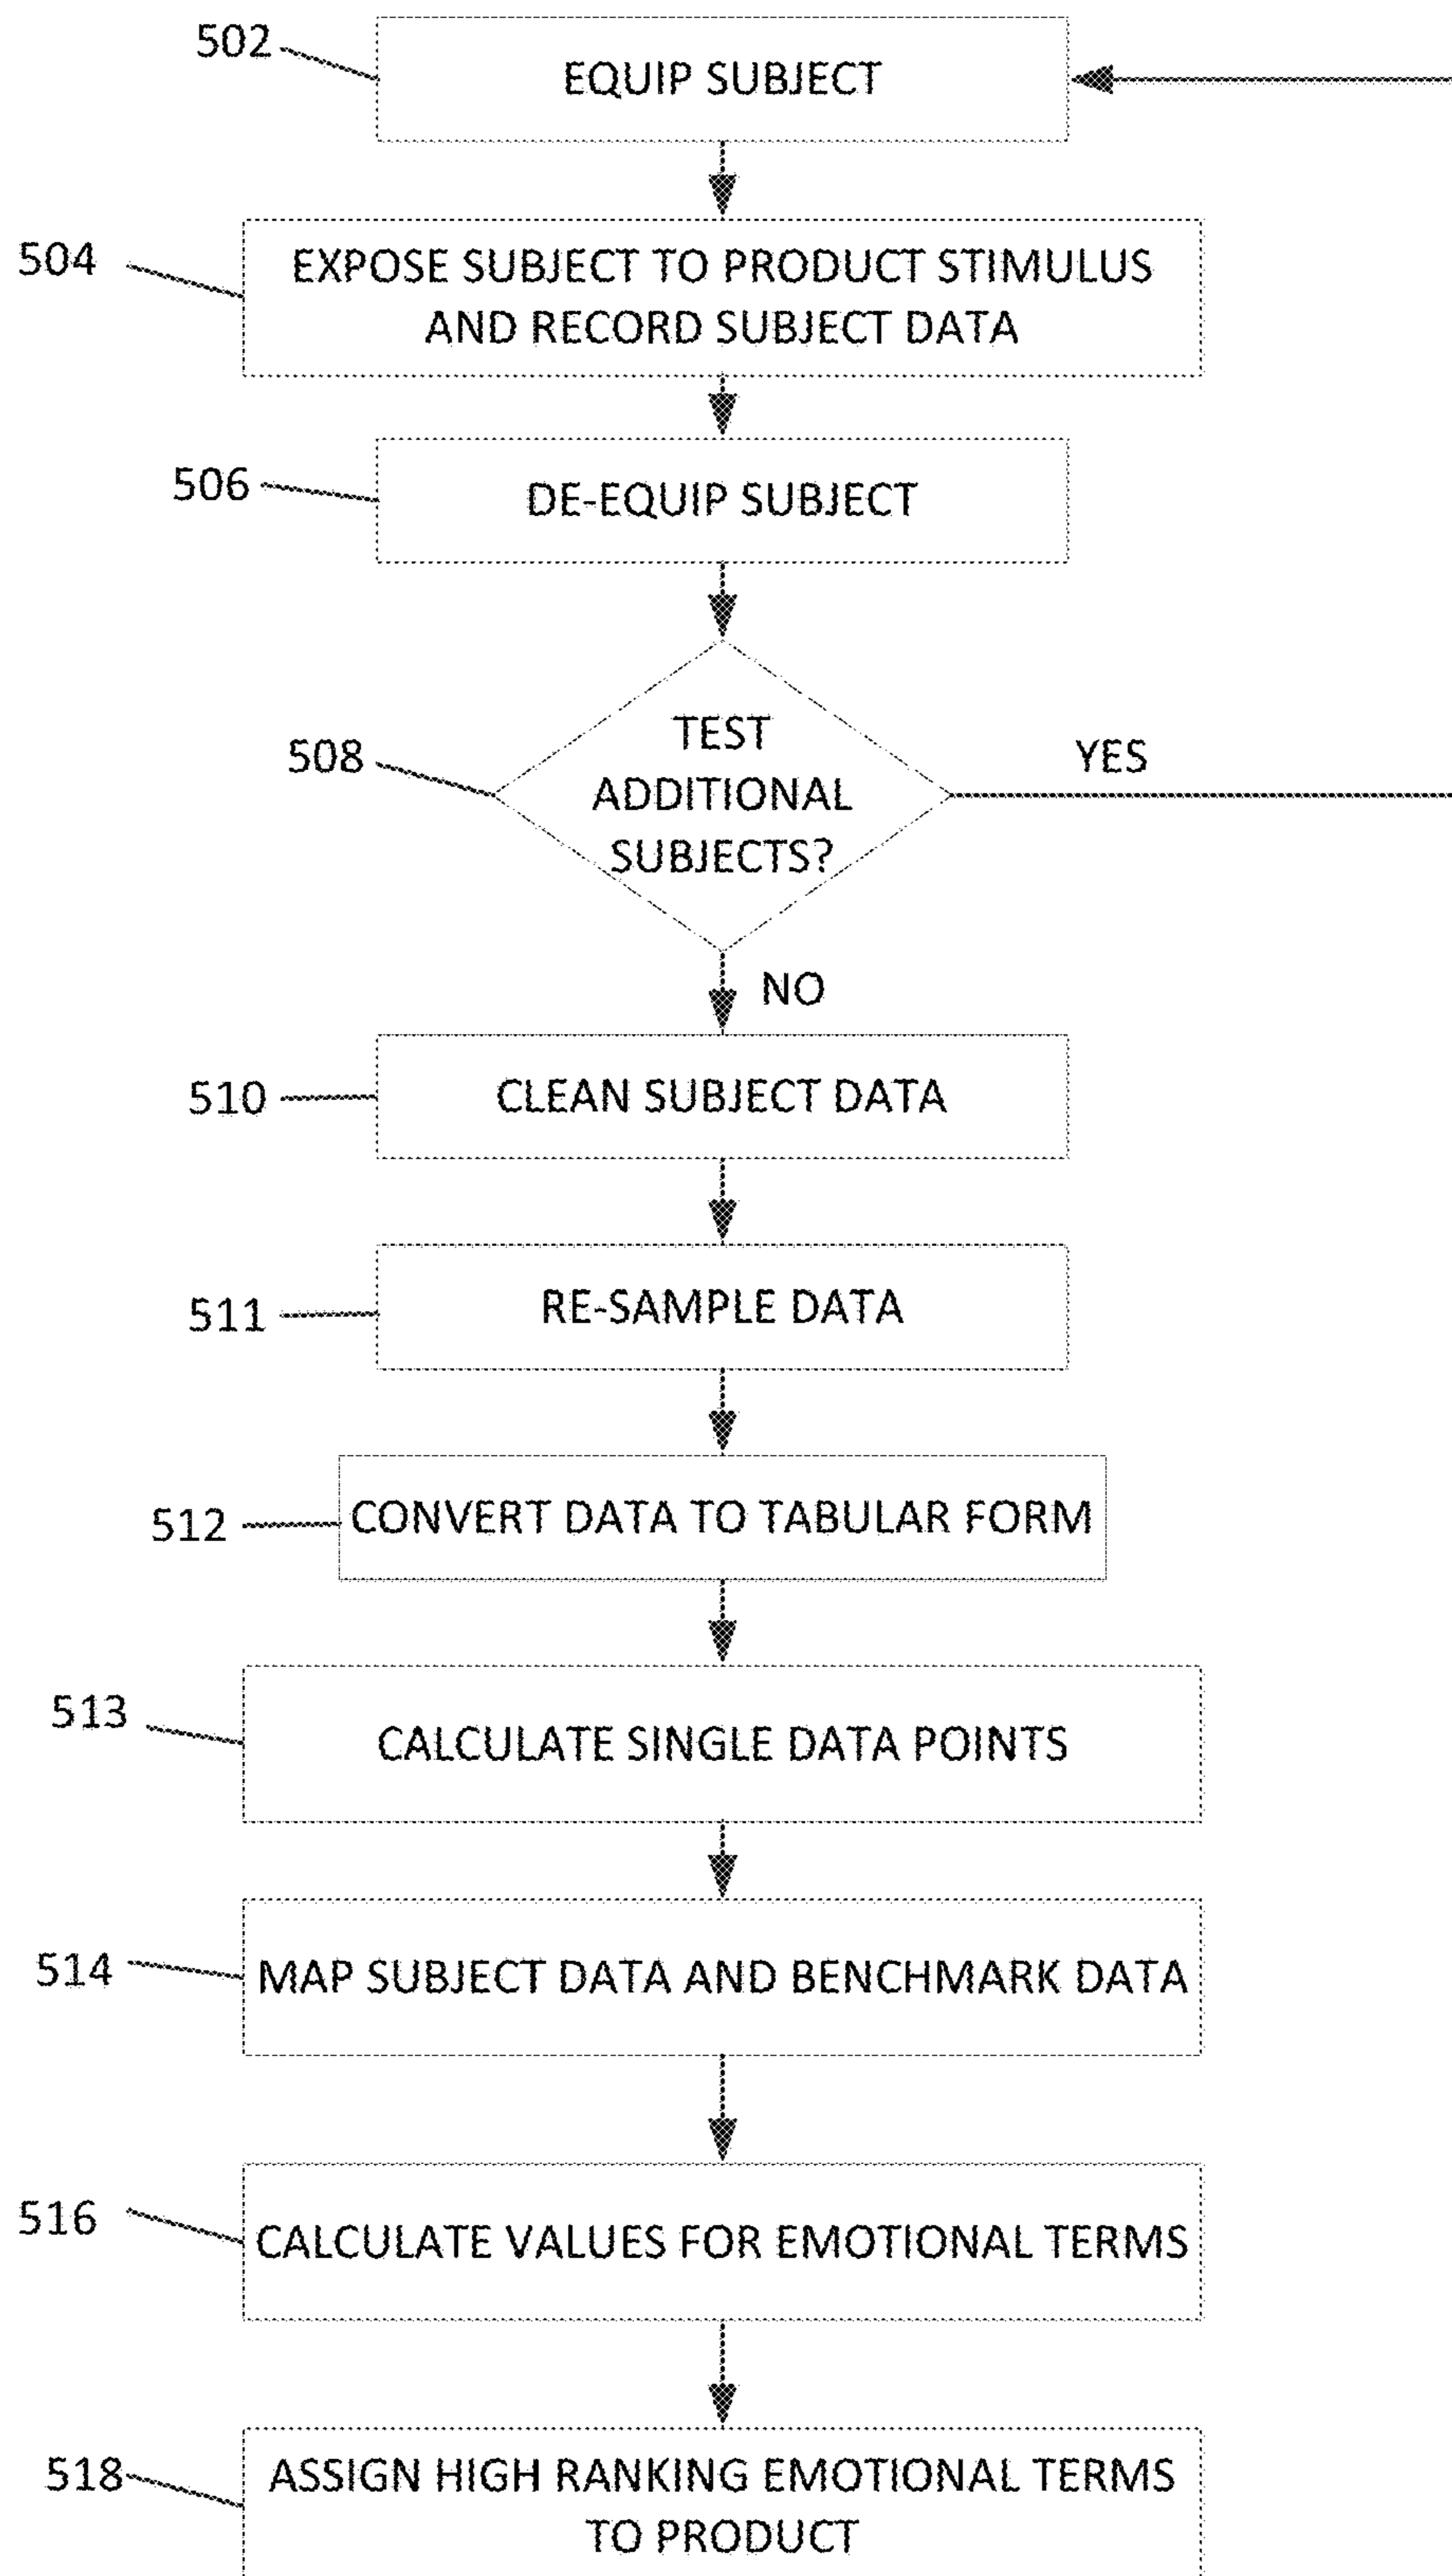 502
EQUIP SUBJECT
504
EXPOSE SUBJECT TO PRODUCT STIMULUS
AND RECORD SUBJECT DATA
506
DE-EQUIP SUBJECT
508
TEST
ADDITIONAL
SUBJECTS?
YES
NO
510
CLEAN SUBJECT DATA
511
RE-SAMPLE DATA
512
CONVERT DATA TO TABULAR FORM
513
CALCULATE SINGLE DATA POINTS
514
MAP SUBJECT DATA AND BENCHMARK DATA
516
CALCULATE VALUES FOR EMOTIONAL TERMS
518
ASSIGN HIGH RANKING EMOTIONAL TERMS
TO PRODUCT